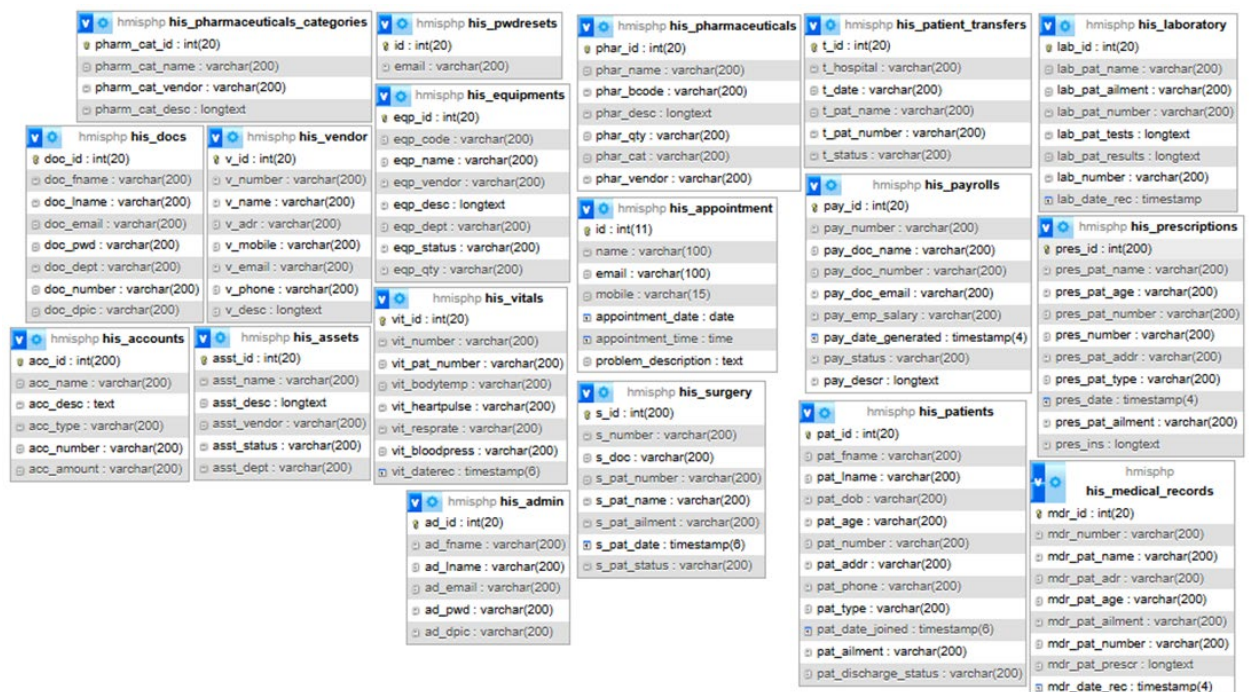 hmisphp his_pharmaceuticals_categories
pharm_cat_id : int(20)
pharm_cat_name : varchar(200)
pharm_cat_vendor : varchar(200)
pharm_cat_desc : longtext
hmisphp his_pwdresets
id : int(20)
email : varchar(200)
hmisphp his_pharmaceuticals
phar_id : int(20)
phar_name : varchar(200)
phar_bcode : varchar(200)
phar_desc : longtext
phar_qty : varchar(200)
phar_cat : varchar(200)
phar_vendor : varchar(200)
hmisphp his_patient_transfers
t_id : int(20)
t_hospital : varchar(200)
t_date : varchar(200)
t_pat_name : varchar(200)
t_pat_number : varchar(200)
t_status : varchar(200)
hmisphp his_laboratory
lab_id : int(20)
lab_pat_name : varchar(200)
lab_pat_ailment : varchar(200)
lab_pat_number : varchar(200)
lab_pat_tests : longtext
lab_pat_results : longtext
lab_number : varchar(200)
lab_date_rec : timestamp
hmisphp his_docs
doc_id : int(20)
doc_fname : varchar(200)
doc_lname : varchar(200)
doc_email : varchar(200)
doc_pwd : varchar(200)
doc_dept : varchar(200)
doc_number : varchar(200)
doc_dpic : varchar(200)
hmisphp his_vendor
v_id : int(20)
v_number : varchar(200)
v_name : varchar(200)
v_adr : varchar(200)
v_mobile : varchar(200)
v_email : varchar(200)
v_phone : varchar(200)
v_desc : longtext
hmisphp his_equipments
eqp_id : int(20)
eqp_code : varchar(200)
eqp_name : varchar(200)
eqp_vendor : varchar(200)
eqp_desc : longtext
eqp_dept : varchar(200)
eqp_status : varchar(200)
eqp_qty : varchar(200)
hmisphp his_appointment
id : int(11)
name : varchar(100)
email : varchar(100)
mobile : varchar(15)
appointment_date : date
appointment_time : time
problem_description : text
hmisphp his_payrolls
pay_id : int(20)
pay_number : varchar(200)
pay_doc_name : varchar(200)
pay_doc_number : varchar(200)
pay_doc_email : varchar(200)
pay_emp_salary : varchar(200)
pay_date_generated : timestamp(4)
pay_status : varchar(200)
pay_descr : longtext
hmisphp his_prescriptions
pres_id : int(200)
pres_pat_name : varchar(200)
pres_pat_age : varchar(200)
pres_pat_number : varchar(200)
pres_number : varchar(200)
pres_pat_addr : varchar(200)
pres_pat_type : varchar(200)
pres_date : timestamp(4)
pres_pat_ailment : varchar(200)
pres_ins : longtext
hmisphp his_accounts
acc_id : int(200)
acc_name : varchar(200)
acc_desc : text
acc_type : varchar(200)
acc_number : varchar(200)
acc_amount : varchar(200)
hmisphp his_assets
asst_id : int(20)
asst_name : varchar(200)
asst_desc : longtext
asst_vendor : varchar(200)
asst_status : varchar(200)
asst_dept : varchar(200)
hmisphp his_vitals
vit_id : int(20)
vit_number : varchar(200)
vit_pat_number : varchar(200)
vit_bodytemp : varchar(200)
vit_heartpulse : varchar(200)
vit_resprate : varchar(200)
vit_bloodpress : varchar(200)
vit_daterec : timestamp(6)
hmisphp his_surgery
s_id : int(200)
s_number : varchar(200)
s_doc : varchar(200)
s_pat_number : varchar(200)
s_pat_name : varchar(200)
s_pat_ailment : varchar(200)
s_pat_date : timestamp(6)
s_pat_status : varchar(200)
hmisphp his_patients
pat_id : int(20)
pat_fname : varchar(200)
pat_lname : varchar(200)
pat_dob : varchar(200)
pat_age : varchar(200)
pat_number : varchar(200)
pat_addr : varchar(200)
pat_phone : varchar(200)
pat_type : varchar(200)
pat_date_joined : timestamp(6)
pat_ailment : varchar(200)
pat_discharge_status : varchar(200)
hmisphp his_admin
ad_id : int(20)
ad_fname : varchar(200)
ad_lname : varchar(200)
ad_email : varchar(200)
ad_pwd : varchar(200)
ad_dpic : varchar(200)
hmisphp
his_medical_records
mdr_id : int(20)
mdr_number : varchar(200)
mdr_pat_name : varchar(200)
mdr_pat_adr : varchar(200)
mdr_pat_age : varchar(200)
mdr_pat_ailment : varchar(200)
mdr_pat_number : varchar(200)
mdr_pat_prescr : longtext
mdr_date_rec : timestamp(4)